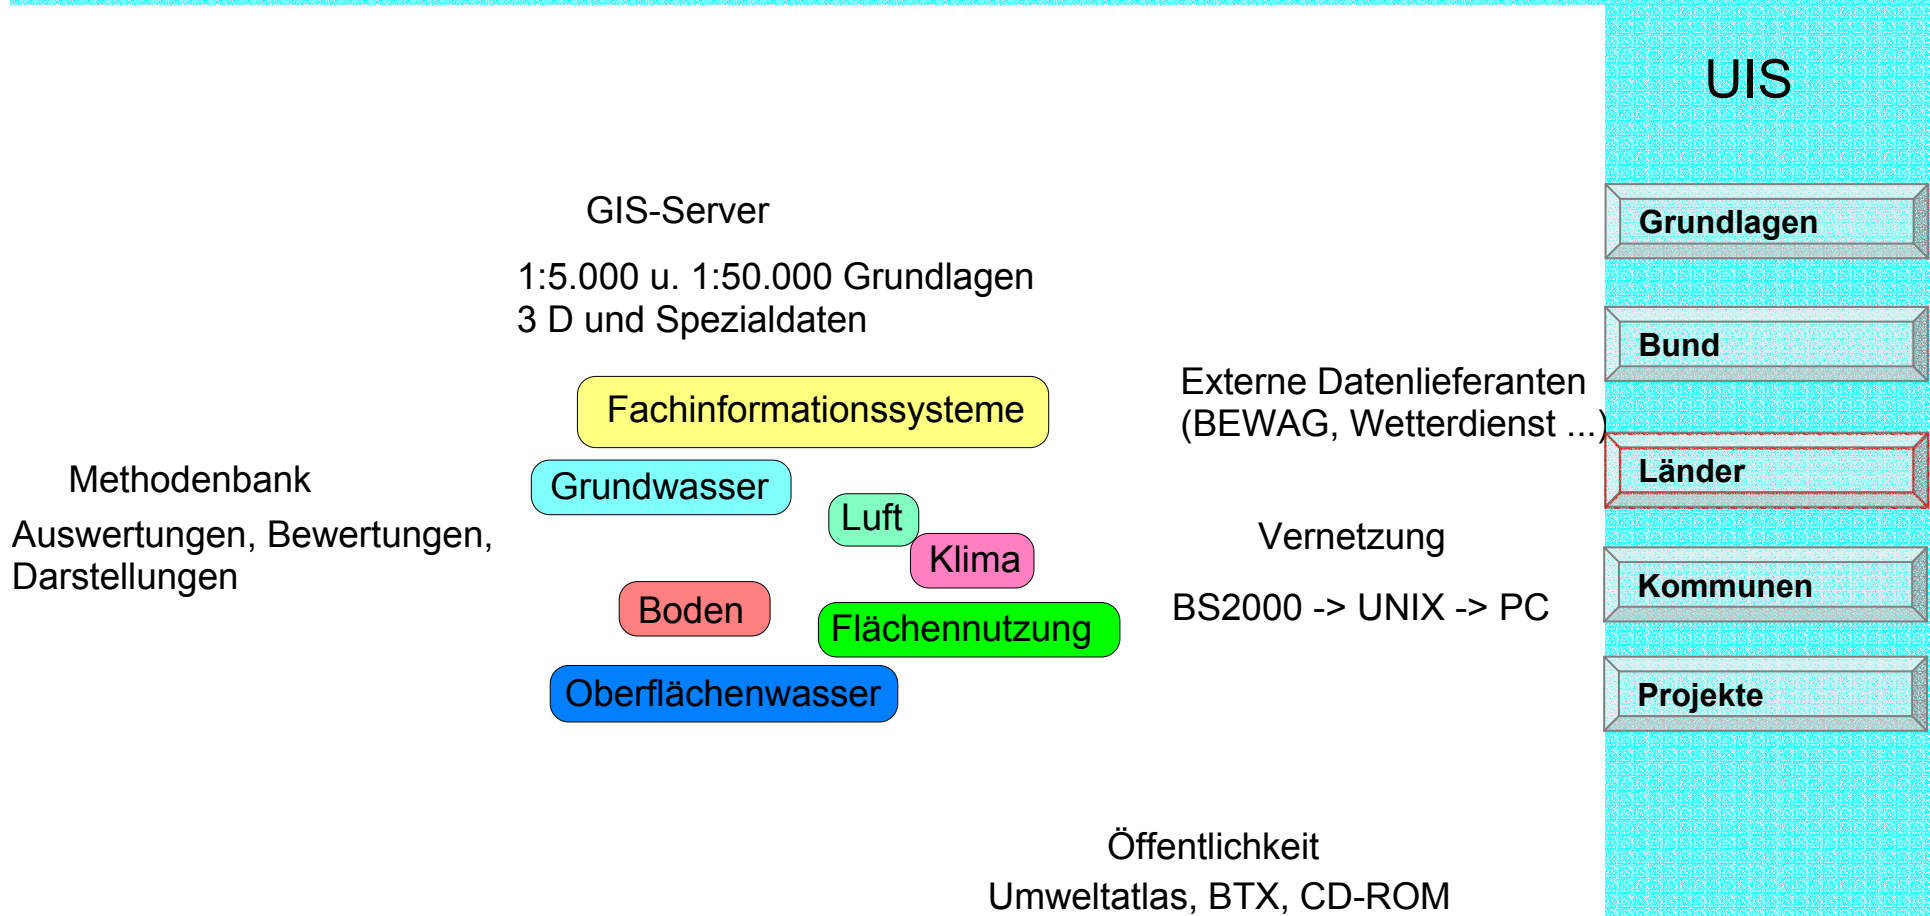 UIS
GIS-Server
1:5.000 u. 1:50.000 Grundlagen
3 D und Spezialdaten
Fachinformationssysteme
Grundwasser
Luft
Klima
Boden
Flächennutzung
Oberflächenwasser
Methodenbank
Auswertungen, Bewertungen,
Darstellungen
Externe Datenlieferanten
(BEWAG, Wetterdienst ...)
Vernetzung
BS2000 -> UNIX -> PC
Öffentlichkeit
Umweltatlas, BTX, CD-ROM
Grundlagen
Bund
Länder
Kommunen
Projekte